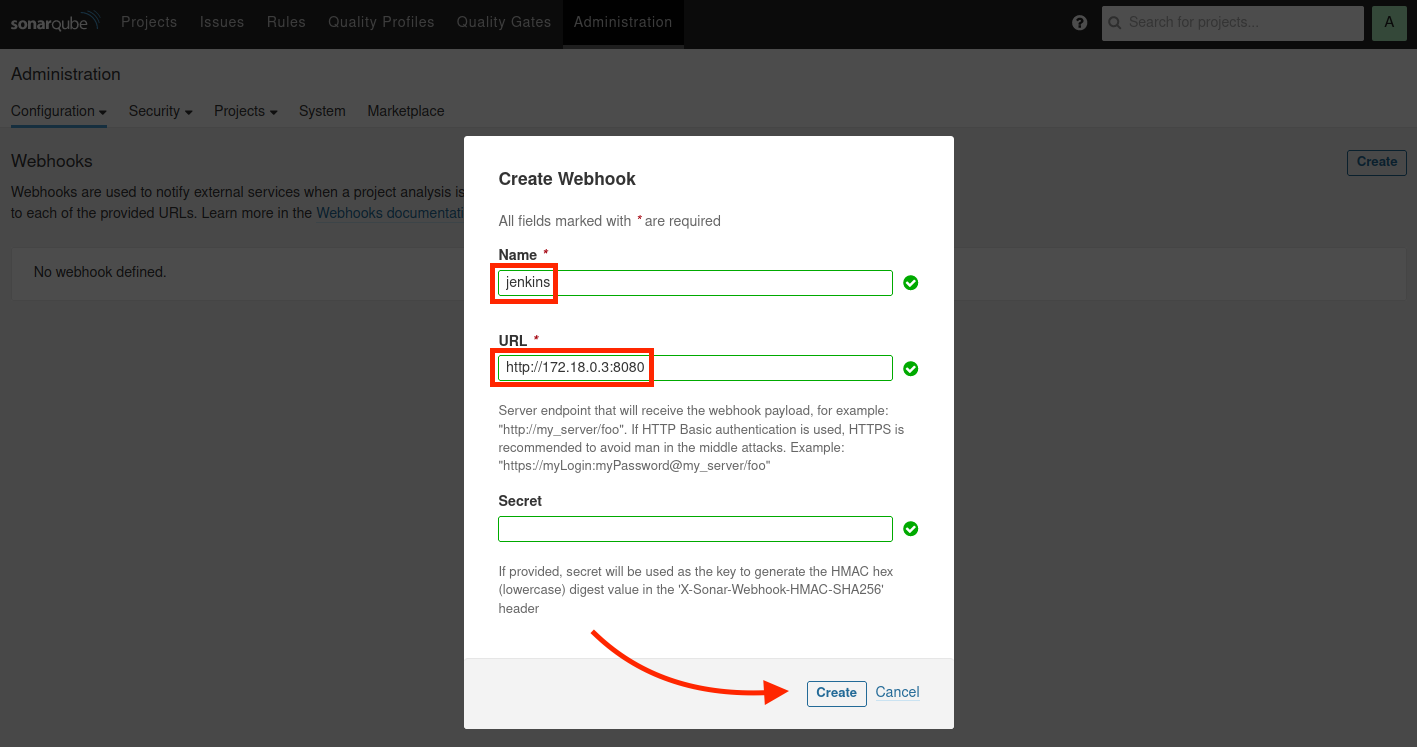 sonarqube Projects Issues Rules Quality Profiles Quality Gates Administration Search for projects... A
Administration
Configuration Security Projects System Marketplace
Webhooks
Create
Webhooks are used to notify external services when a project analysis is
to each of the provided URLs. Learn more in the Webhooks documentati
No webhook defined.
Create Webhook
All fields marked with * are required
Name *
jenkins
URL *
http://172.18.0.3:8080
Server endpoint that will receive the webhook payload, for example:
"http://my_server/foo". If HTTP Basic authentication is used, HTTPS is
recommended to avoid man in the middle attacks. Example:
"https://myLogin:myPassword@my_server/foo"
Secret
If provided, secret will be used as the key to generate the HMAC hex
(lowercase) digest value in the 'X-Sonar-Webhook-HMAC-SHA256'
header
Create Cancel